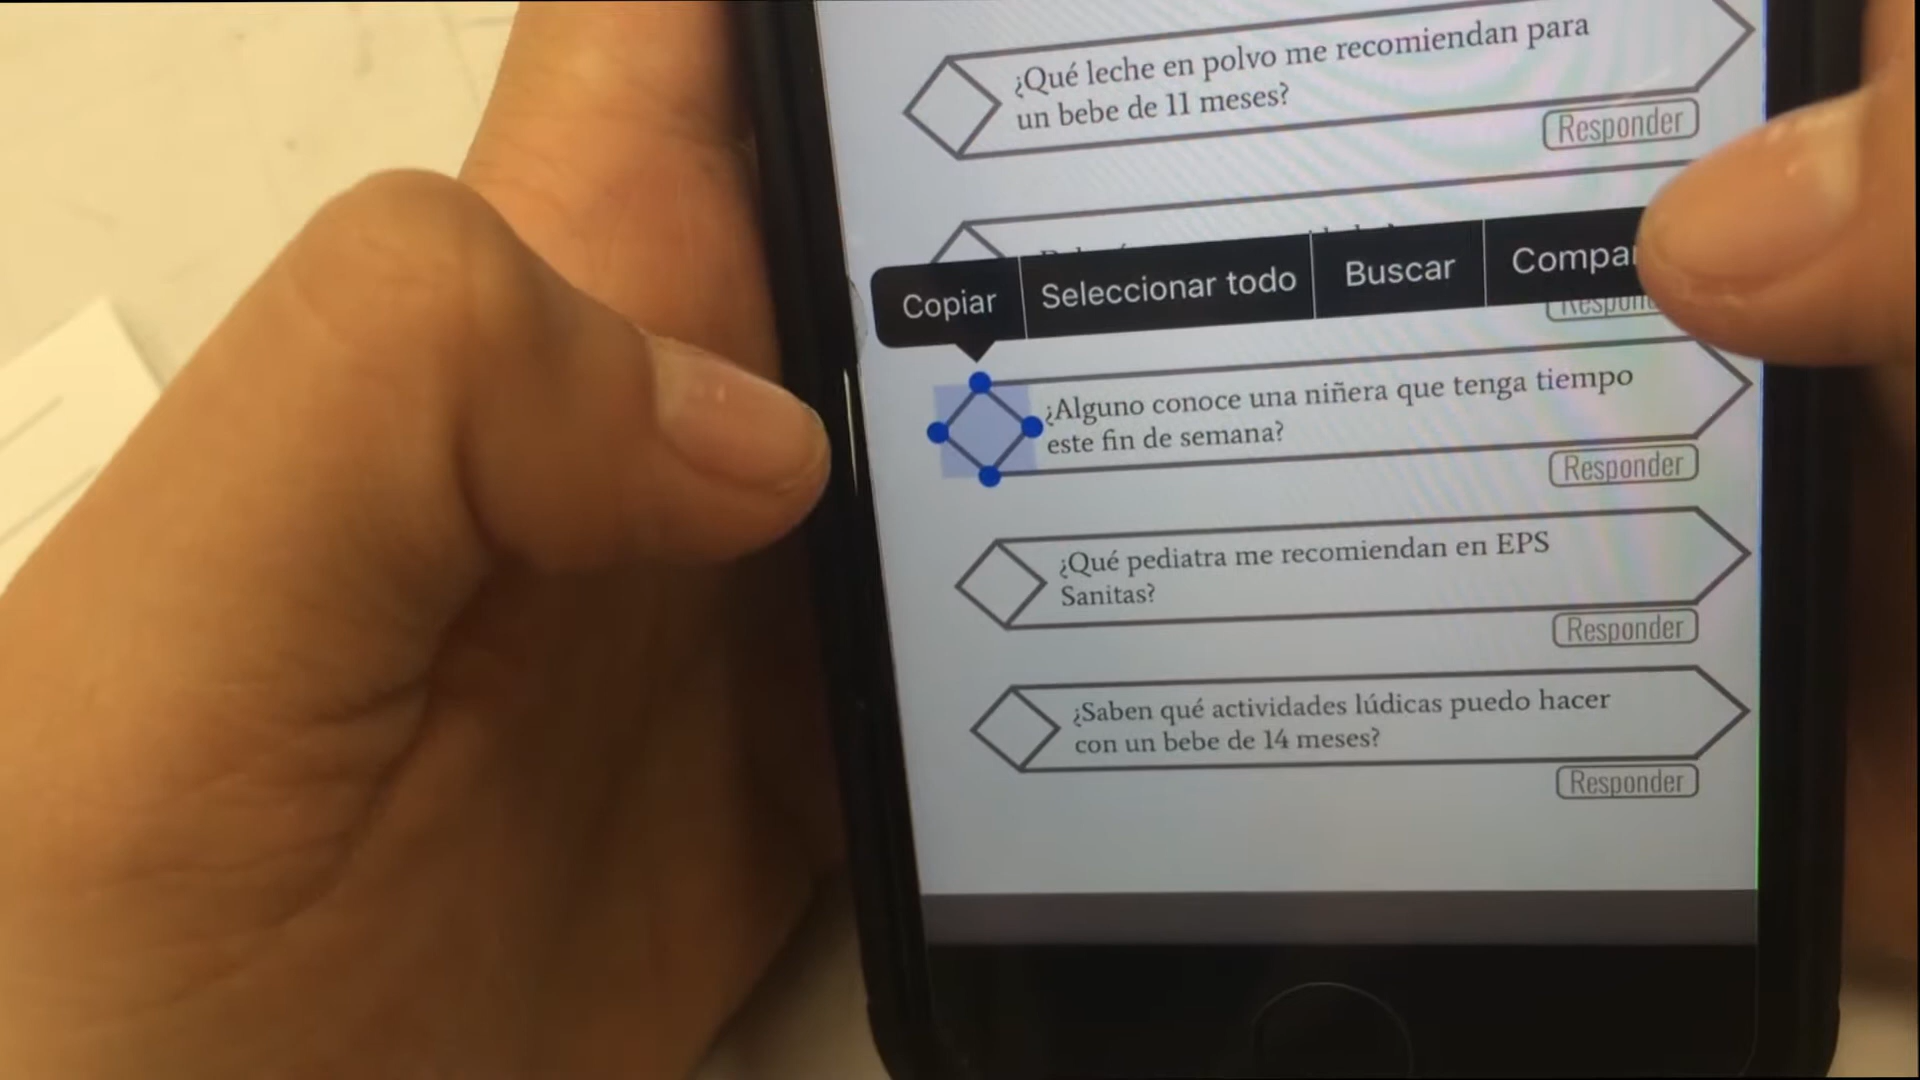 ¿Qué leche en polvo me recomiendan para
un bebe de 11 meses?
Responder
Copiar
Seleccionar todo
Buscar
¿Alguno conoce una niñera que tenga tiempo
este fin de semana?
Responder
¿Qué pediatra me recomiendan en EPS
Sanitas?
Responder
¿Saben qué actividades lúdicas puedo hacer
con un bebe de 14 meses?
Responder